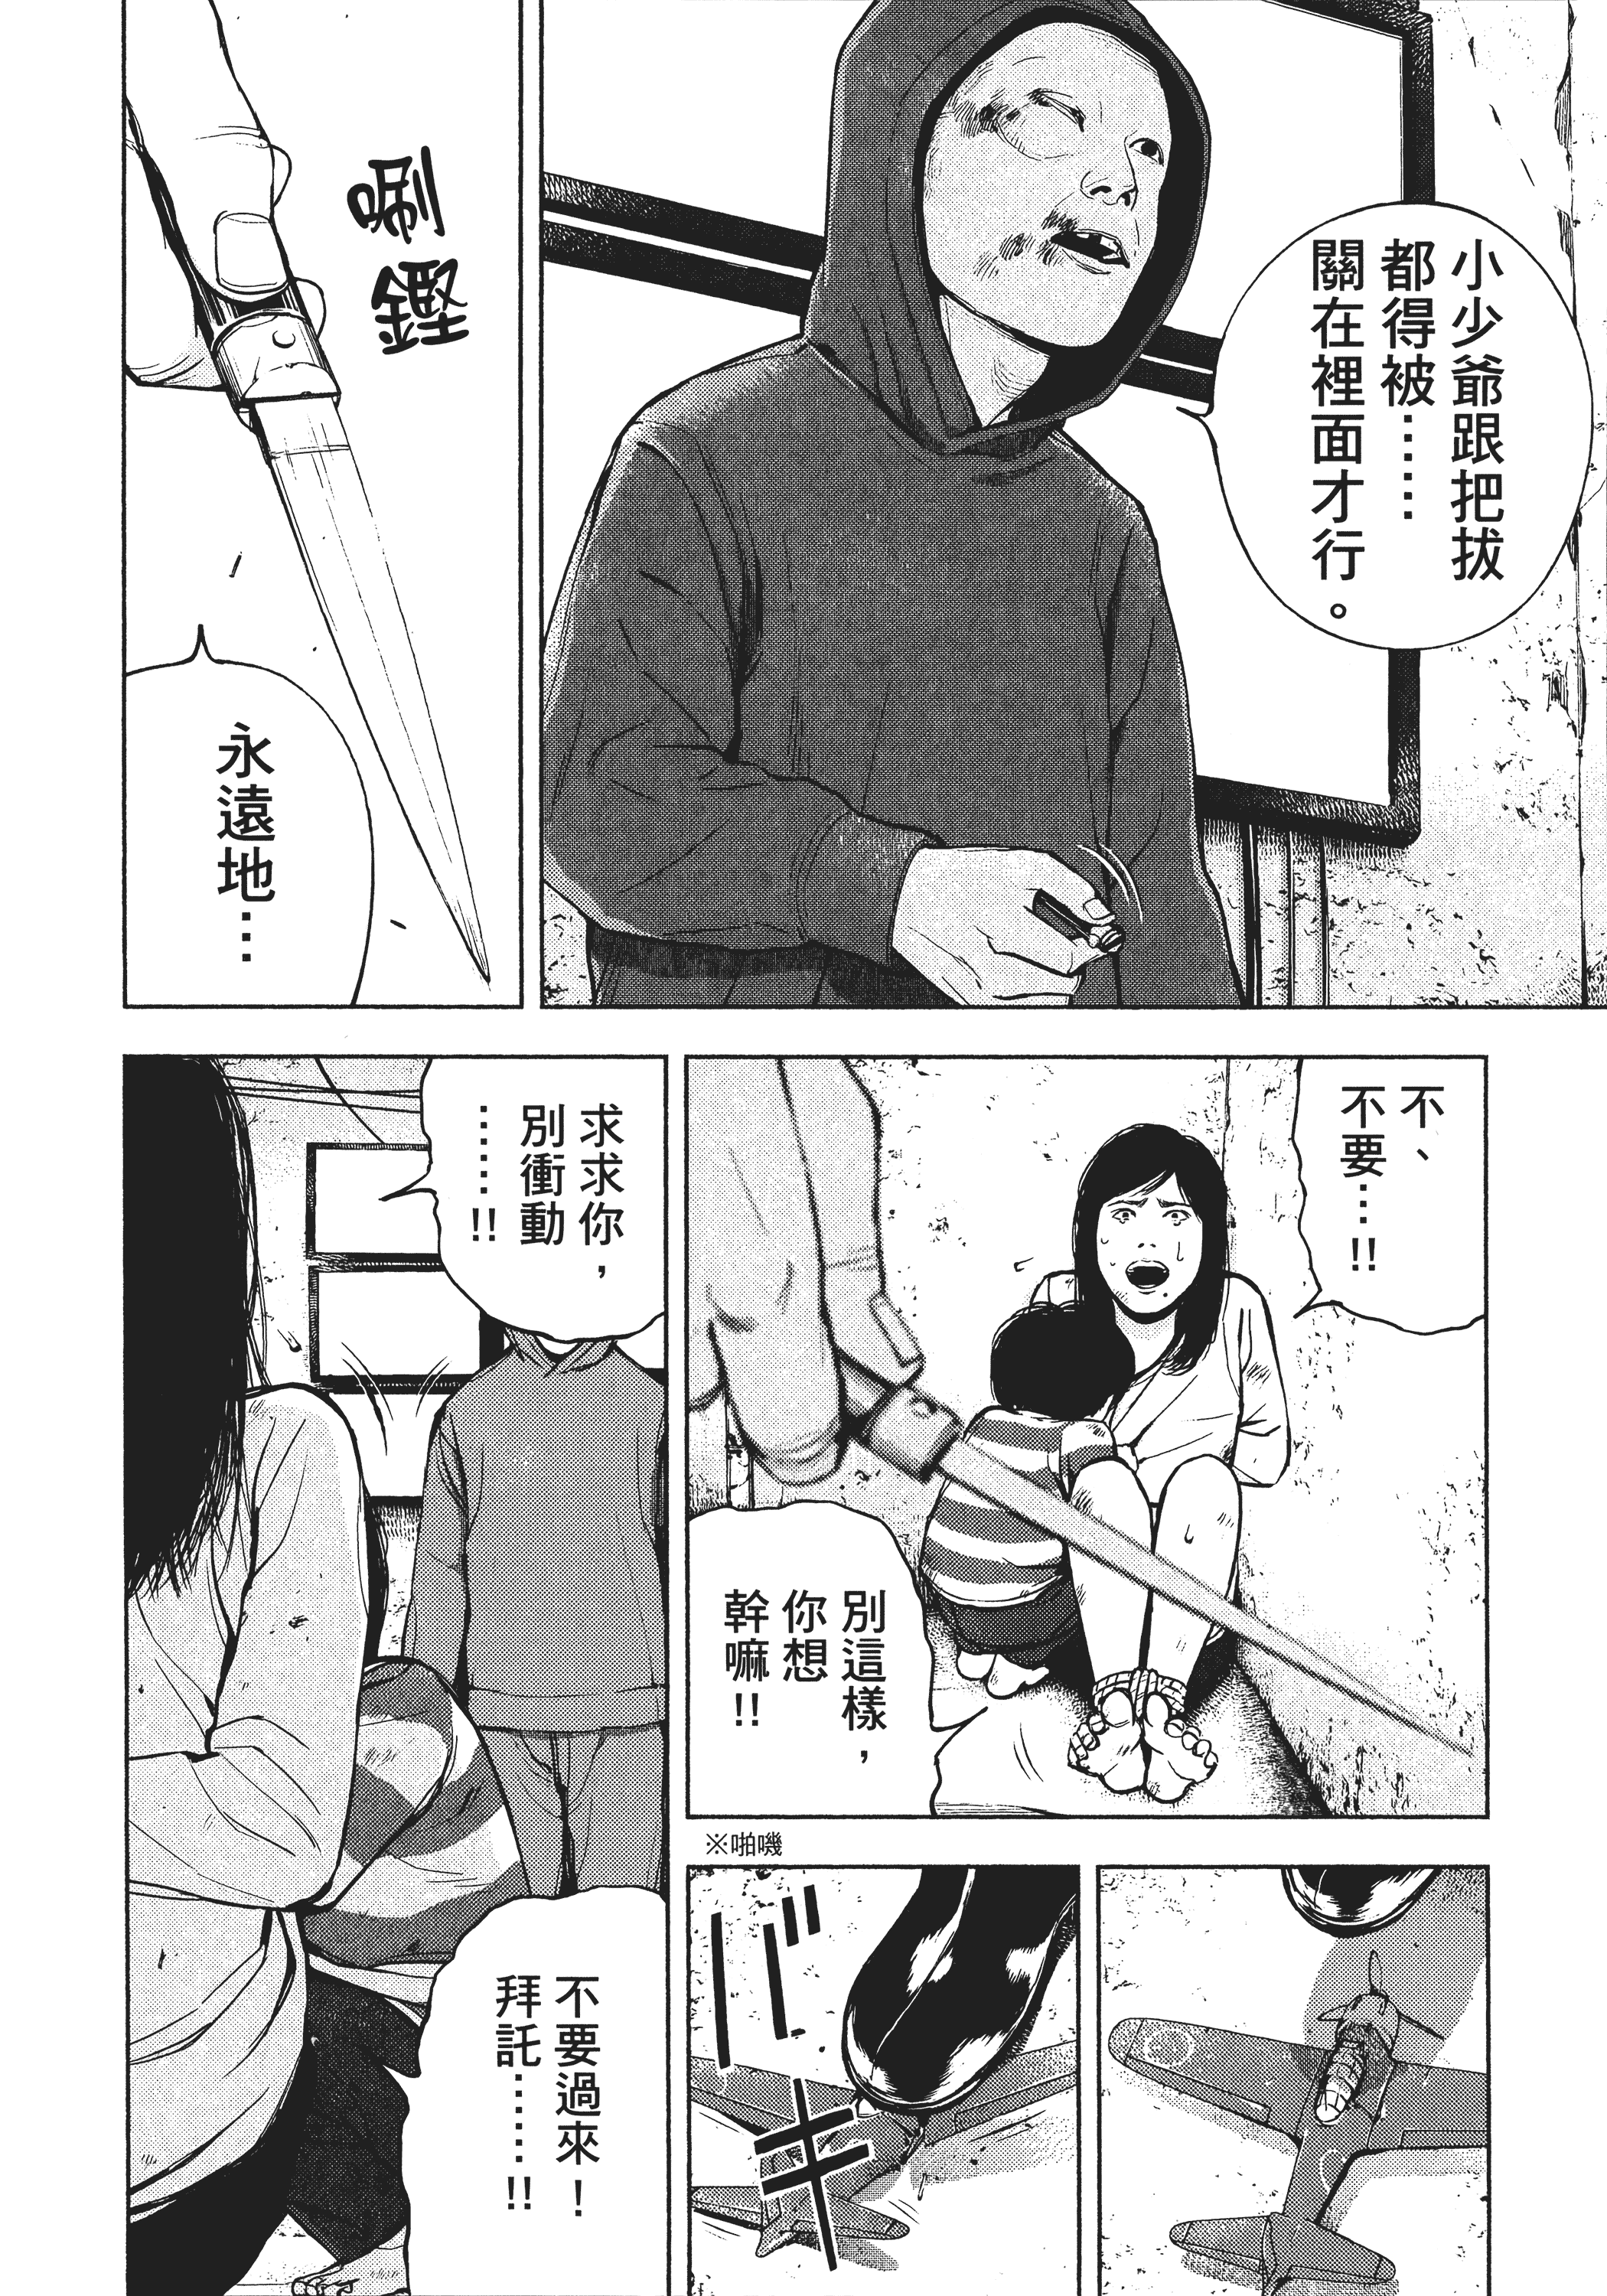 小少爺跟把拔
都得被……
關在裡面才行。
唰
鏗
永遠地…
不、
不要…!!
別這樣，
你想
幹嘛!!
※啪嘰
バキ
求求你，
別衝動
……!!
不要過來！
拜託……!!